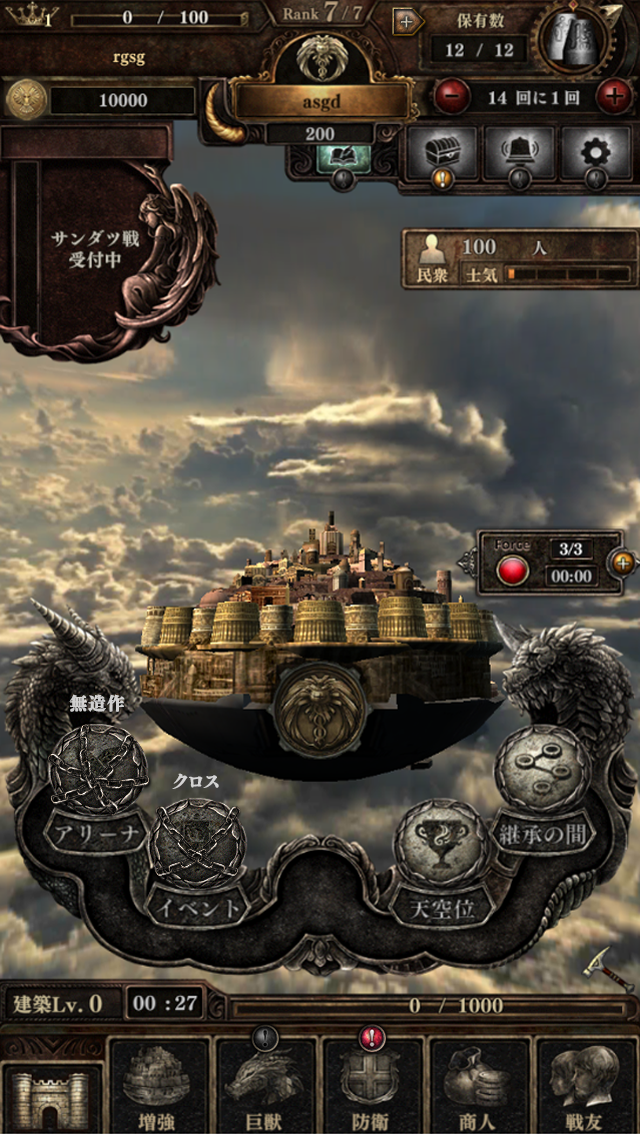 1
0 / 100
Rank 7/7
保有数
12 / 12
rgsg
10000
asgd
200
14 回に1回
サンダツ戦
受付中
100 人
民衆 士気
Force 3/3
00:00
無造作
アリーナ
クロス
イベント
天空位
継承の間
建築Lv.0 00:27 0 / 1000
増強 巨獣 防衛 商人 戦友